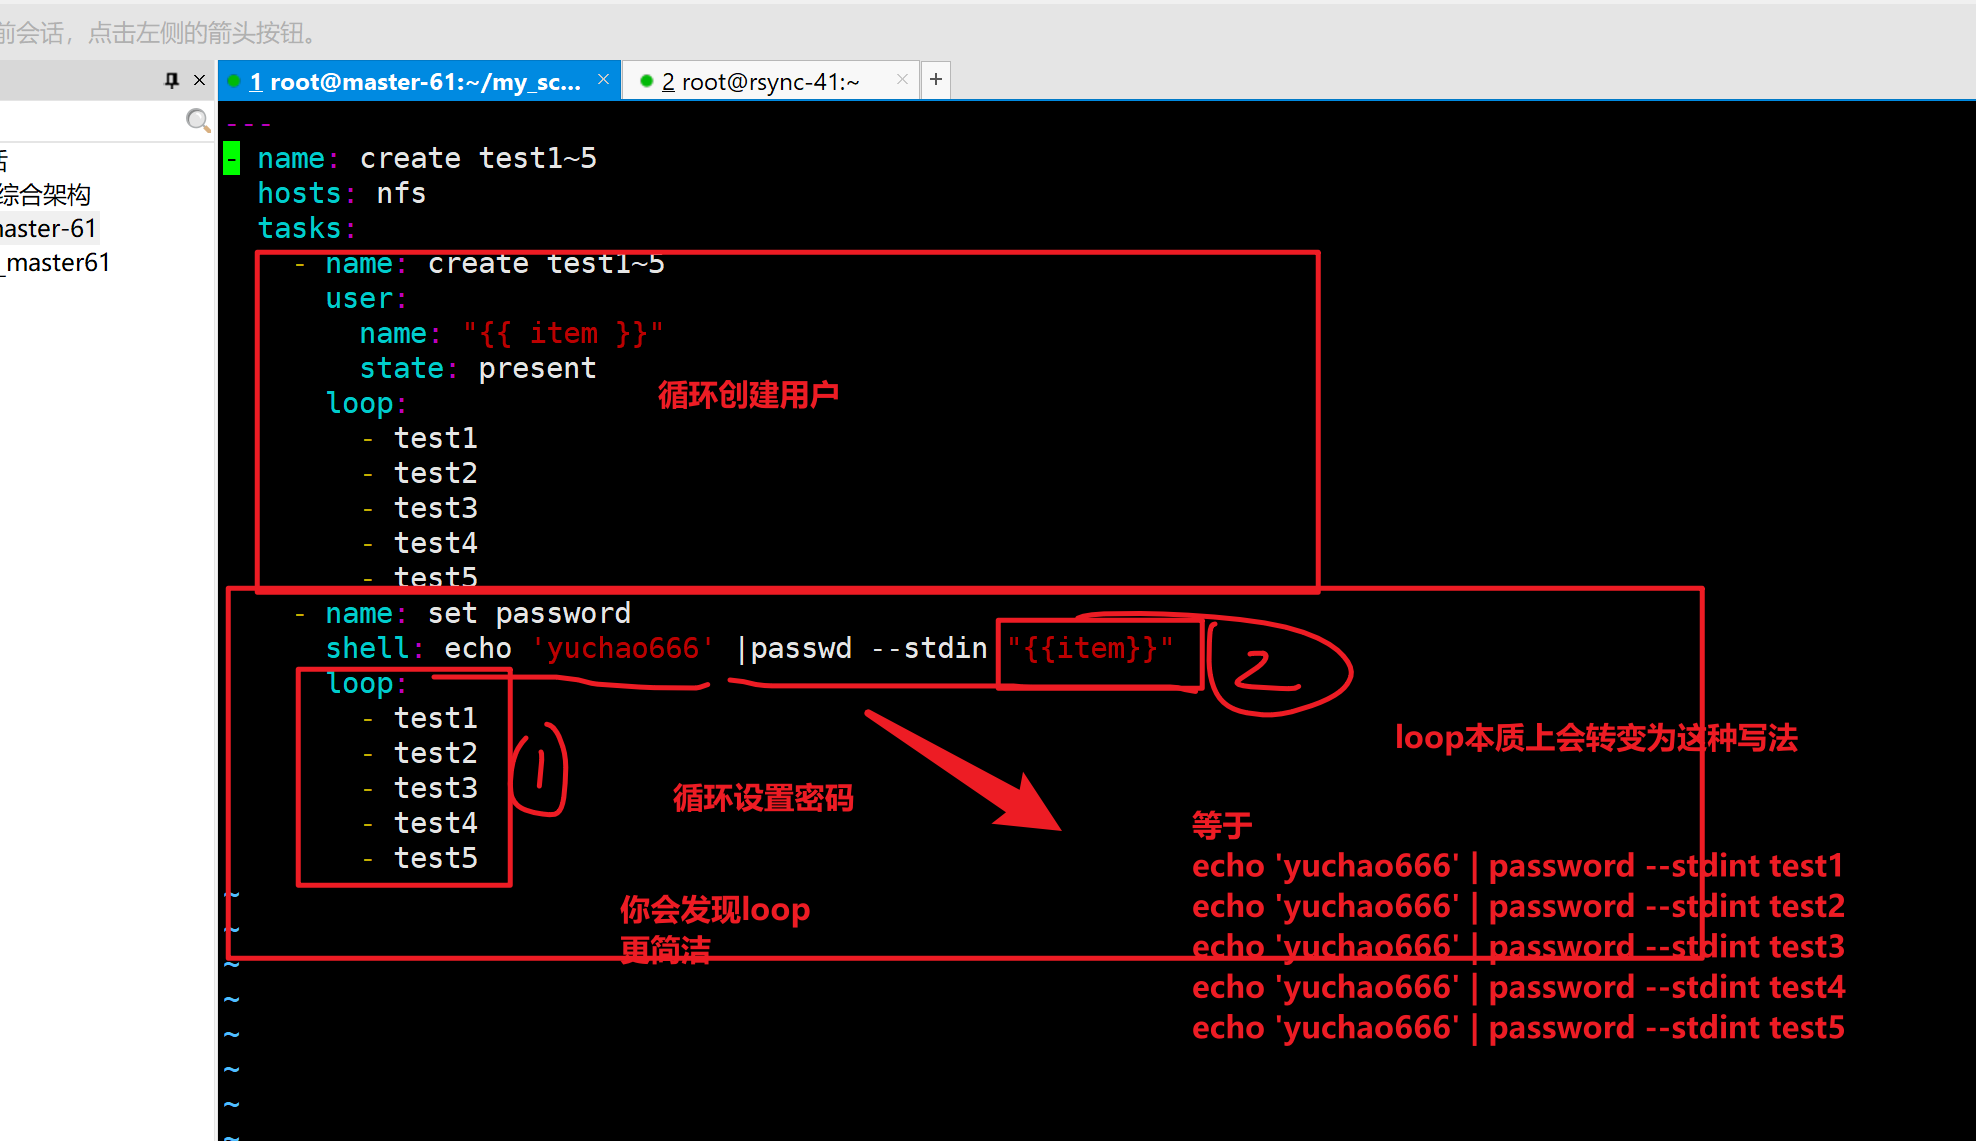 前会话，点击左侧的箭头按钮。
1 root@master-61:~/my_sc... × 2 root@rsync-41:~ × +
---
- name: create test1~5
综合架构
hosts: nfs
master-61
tasks:
_master61
- name: create test1~5
user:
name: "{{ item }}"
state: present
循环创建用户
loop:
- test1
- test2
- test3
- test4
- test5
- name: set password
shell: echo 'yuchao666' |passwd --stdin "{{item}}"
2
loop:
- test1
- test2
- test3
- test4
- test5
1
loop本质上会转变为这种写法
循环设置密码
等于
echo 'yuchao666' | password --stdint test1
echo 'yuchao666' | password --stdint test2
echo 'yuchao666' | password --stdint test3
echo 'yuchao666' | password --stdint test4
echo 'yuchao666' | password --stdint test5
你会发现loop
更简洁
~
~
~
~
~
~
~
~